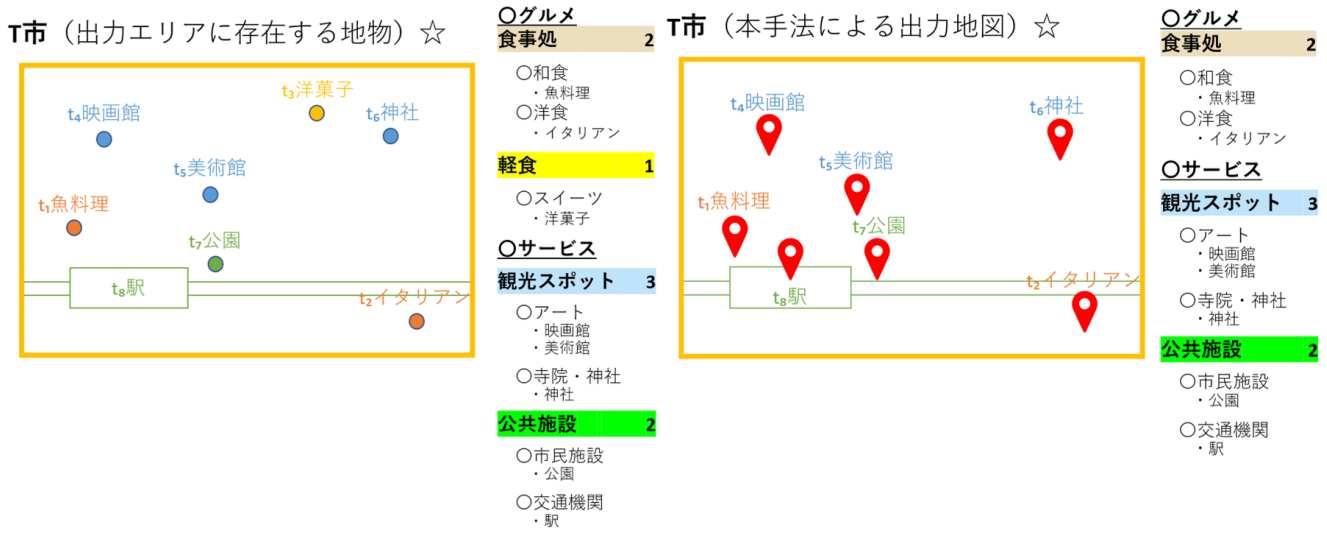 T市（出力エリアに存在する地物）☆
t₄映画館
t₃洋菓子
t₆神社
t₅美術館
t₁魚料理
t₇公園
t₈駅
t₂イタリアン
〇グルメ
食事処 2
〇和食
・魚料理
〇洋食
・イタリアン
軽食 1
〇スイーツ
・洋菓子
〇サービス
観光スポット 3
〇アート
・映画館
・美術館
〇寺院・神社
・神社
公共施設 2
〇市民施設
・公園
〇交通機関
・駅
T市（本手法による出力地図）☆
t₄映画館
t₆神社
t₅美術館
t₁魚料理
t₇公園
t₈駅
t₂イタリアン
〇グルメ
食事処 2
〇和食
・魚料理
〇洋食
・イタリアン
〇サービス
観光スポット 3
〇アート
・映画館
・美術館
〇寺院・神社
・神社
公共施設 2
〇市民施設
・公園
〇交通機関
・駅